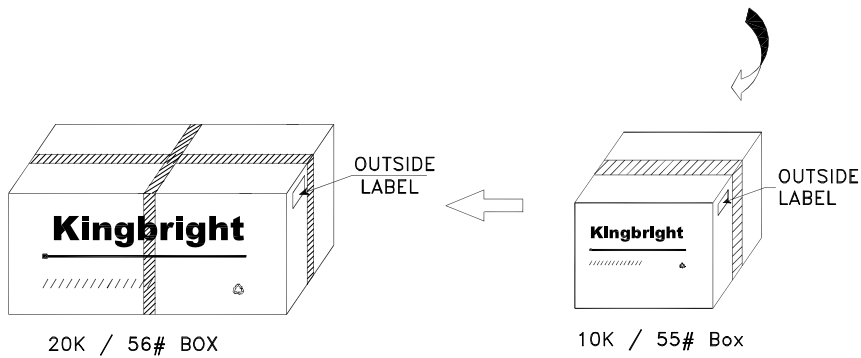 OUTSIDE
LABEL
Kingbright
20K / 56# BOX
OUTSIDE
LABEL
Kingbright
10K / 55# Box